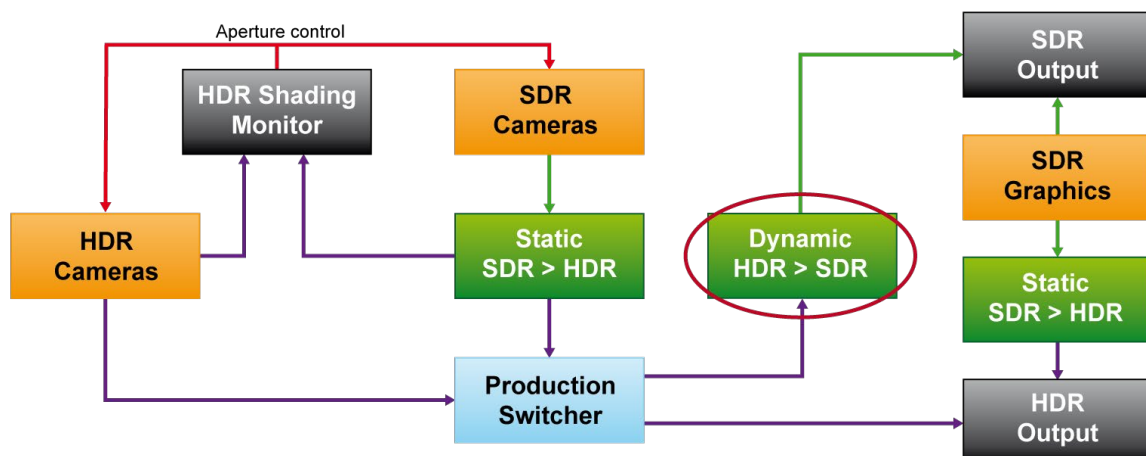 Aperture control
HDR Shading
Monitor
SDR
Cameras
SDR
Output
HDR
Cameras
Static
SDR > HDR
Dynamic
HDR > SDR
SDR
Graphics
Static
SDR > HDR
Production
Switcher
HDR
Output